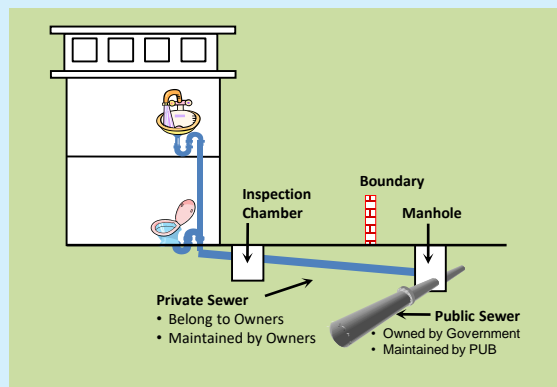 Inspection
Chamber
Boundary
Manhole
Private Sewer
• Belong to Owners
• Maintained by Owners
Public Sewer
• Owned by Government
• Maintained by PUB